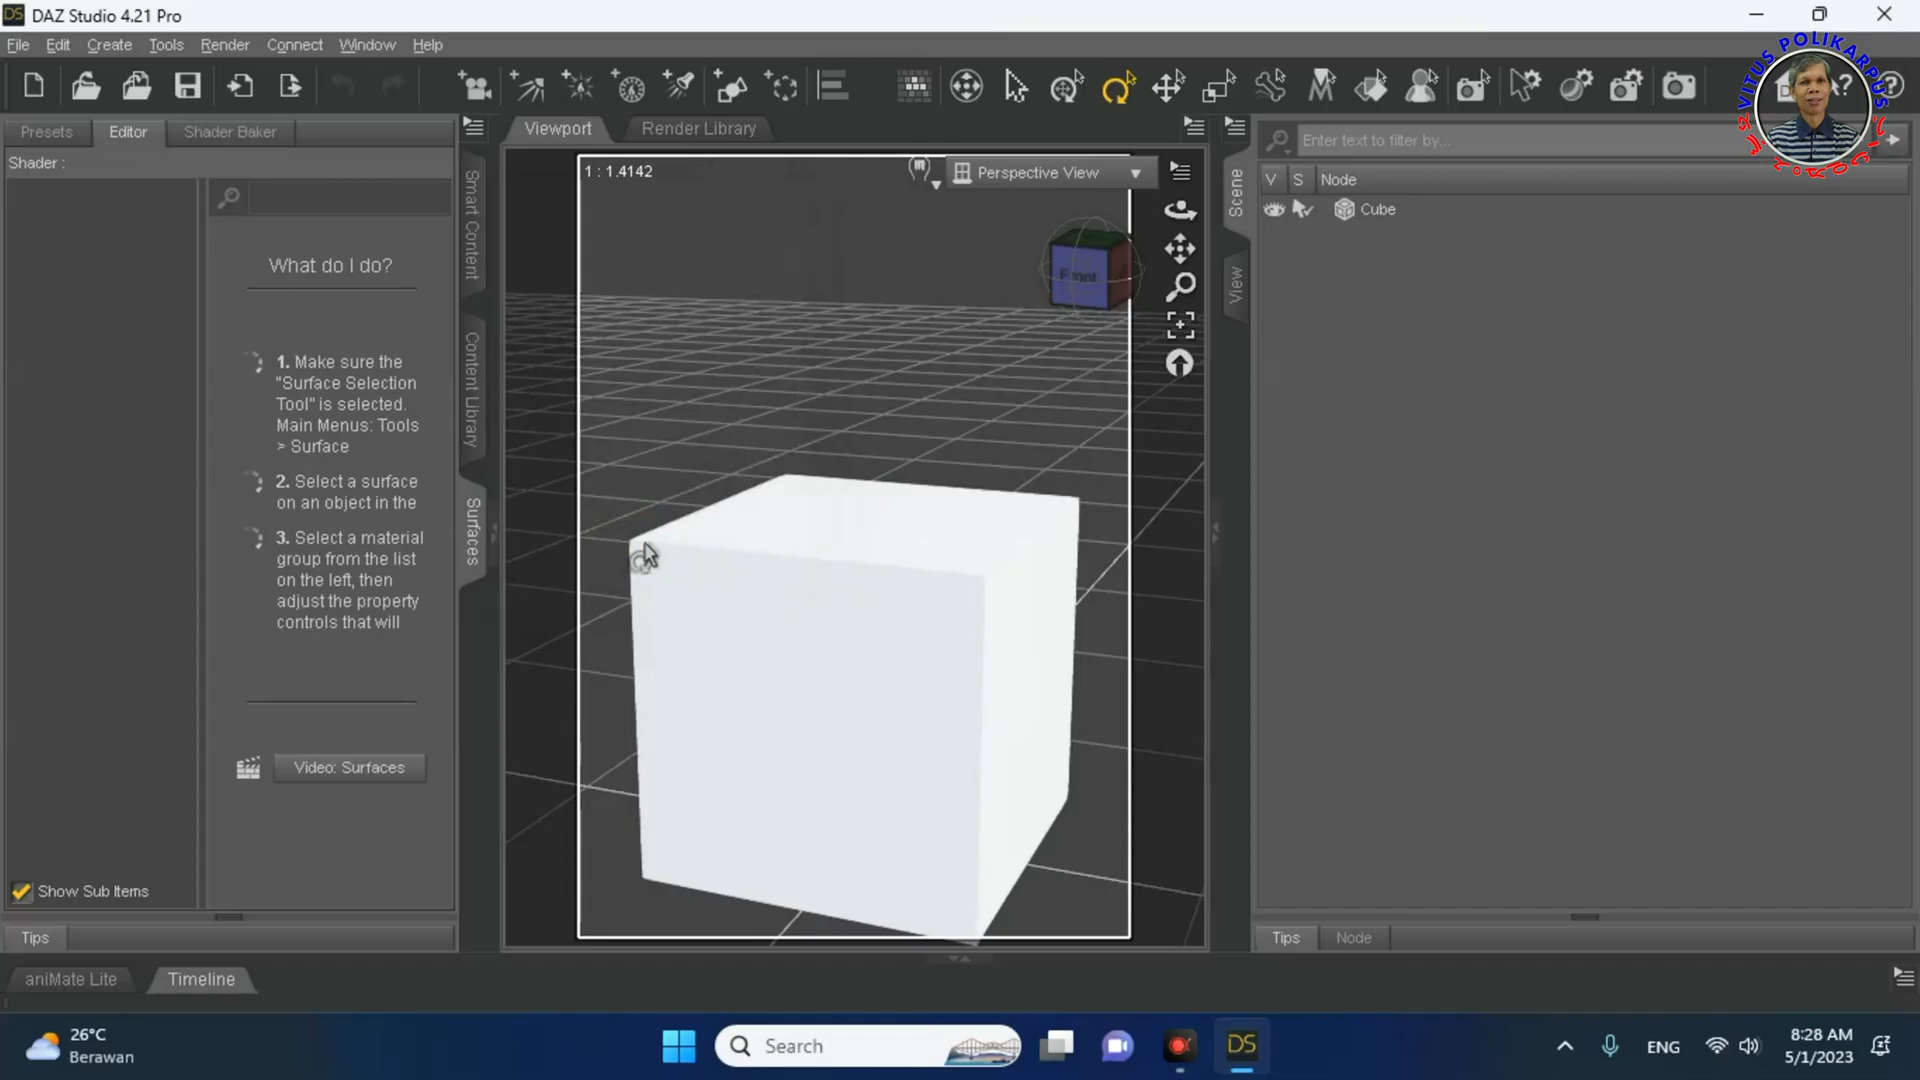 DS DAZ Studio 4.21 Pro
File Edit Create Tools Render Connect Window Help
VITUS POLIKARPUS
Presets Editor Shader Baker
Shader :
What do I do?
1. Make sure the
"Surface Selection
Tool" is selected.
Main Menus: Tools
> Surface
2. Select a surface
on an object in the
3. Select a material
group from the list
on the left, then
adjust the property
controls that will
Video: Surfaces
Show Sub Items
Tips
Smart Content
Content Library
Surfaces
Viewport Render Library
1 : 1.4142
Perspective View
Front
Scene
View
Enter text to filter by...
V S Node
Cube
Tips Node
aniMate Lite Timeline
26°C
Berawan
Search
DS
ENG
8:28 AM
5/1/2023